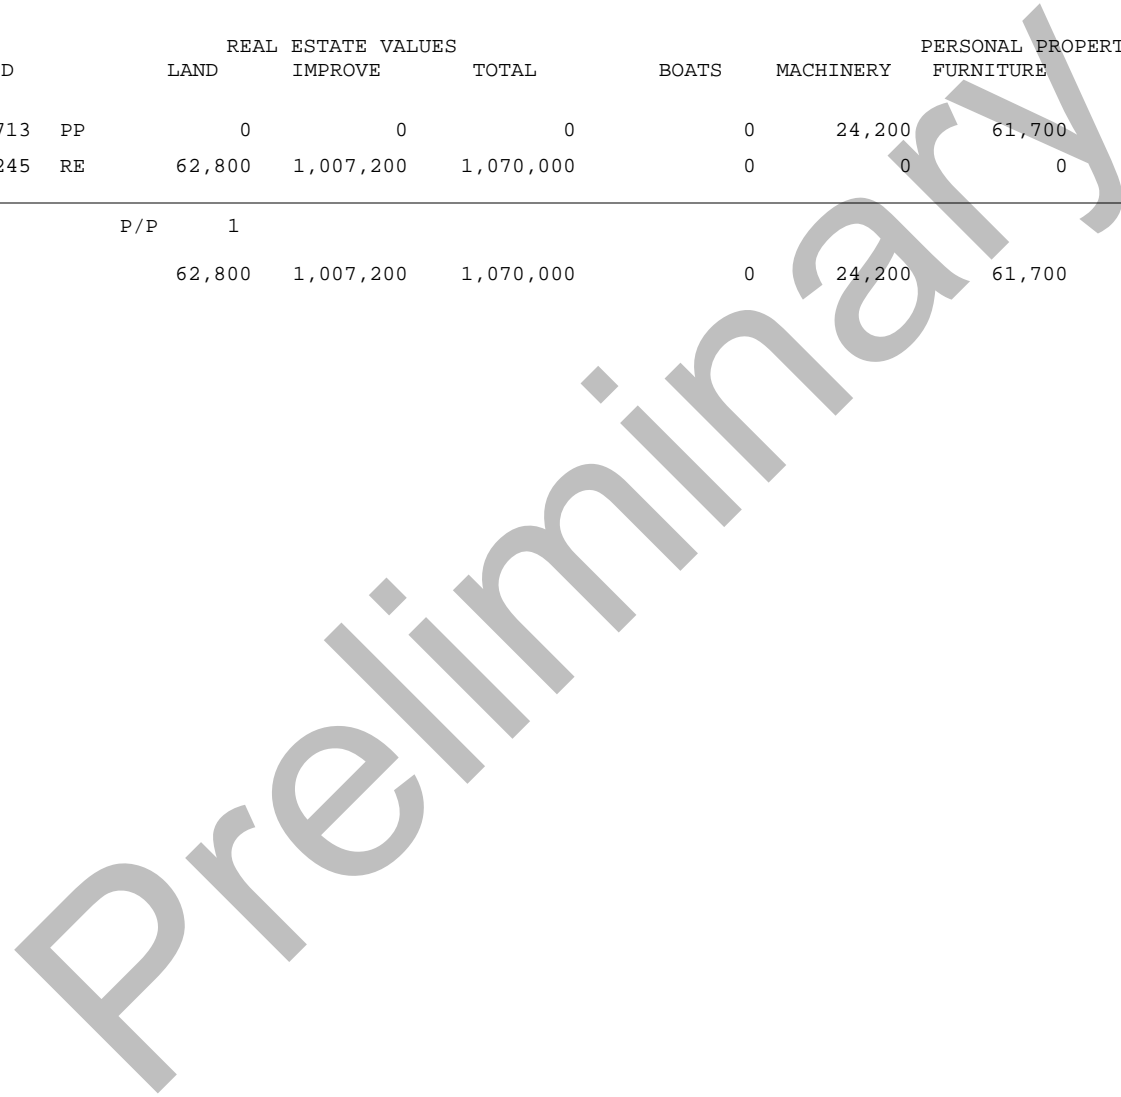 REAL ESTATE VALUES PERSONAL PROPERT
D LAND IMPROVE TOTAL BOATS MACHINERY FURNITURE
713 PP 0 0 0 0 24,200 61,700
245 RE 62,800 1,007,200 1,070,000 0 0 0
P/P 1
62,800 1,007,200 1,070,000 0 24,200 61,700
Preliminary